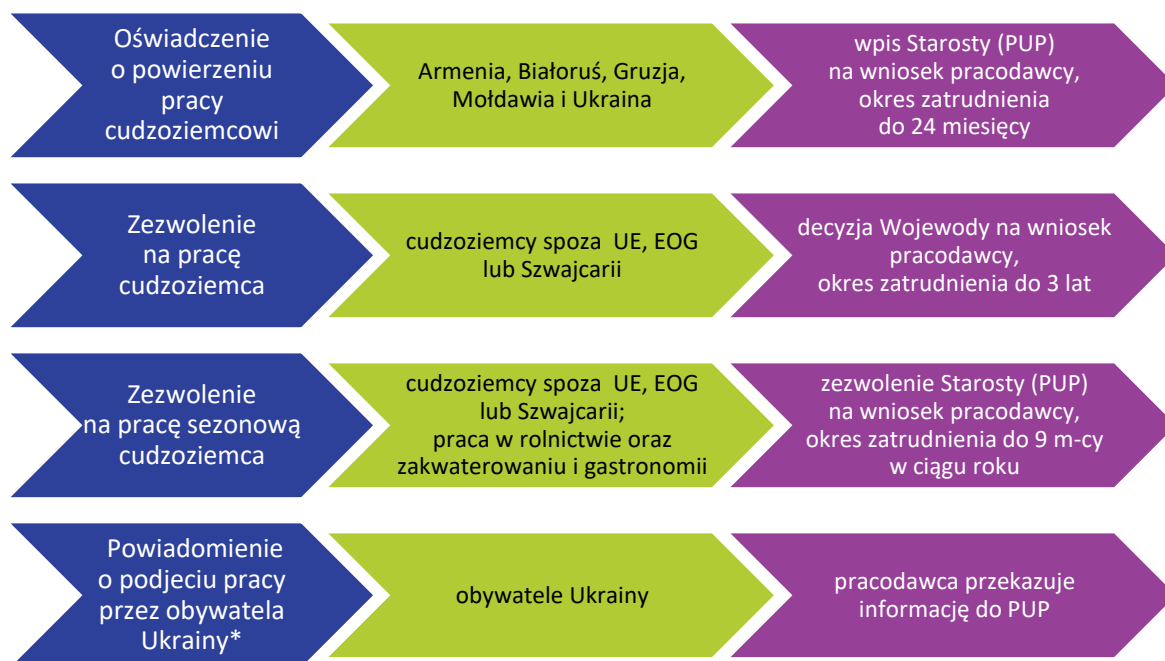 Oświadczenie
o powierzeniu
pracy
cudzoziemcowi
Armenia, Białoruś, Gruzja,
Mołdawia i Ukraina
wpis Starosty (PUP)
na wniosek pracodawcy,
okres zatrudnienia
do 24 miesięcy
Zezwolenie
na pracę
cudzoziemca
cudzoziemcy spoza UE, EOG
lub Szwajcarii
decyzja Wojewody na wniosek
pracodawcy,
okres zatrudnienia do 3 lat
Zezwolenie
na pracę sezonową
cudzoziemca
cudzoziemcy spoza UE, EOG
lub Szwajcarii;
praca w rolnictwie oraz
zakwaterowaniu i gastronomii
zezwolenie Starosty (PUP)
na wniosek pracodawcy,
okres zatrudnienia do 9 m-cy
w ciągu roku
Powiadomienie
o podjeciu pracy
przez obywatela
Ukrainy*
obywatele Ukrainy
pracodawca przekazuje
informację do PUP